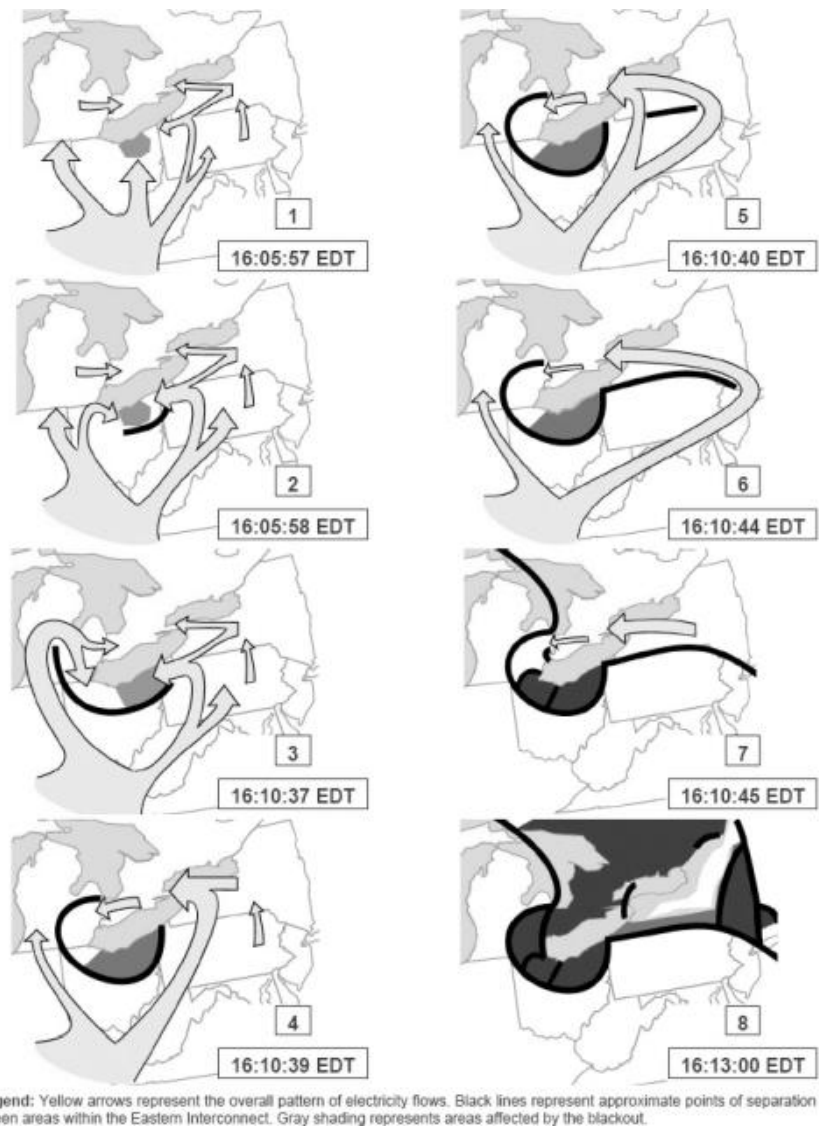 1
16:05:57 EDT
2
16:05:58 EDT
3
16:10:37 EDT
4
16:10:39 EDT
5
16:10:40 EDT
6
16:10:44 EDT
7
16:10:45 EDT
8
16:13:00 EDT
gend: Yellow arrows represent the overall pattern of electricity flows. Black lines represent approximate points of separation
een areas within the Eastern Interconnect. Gray shading represents areas affected by the blackout.